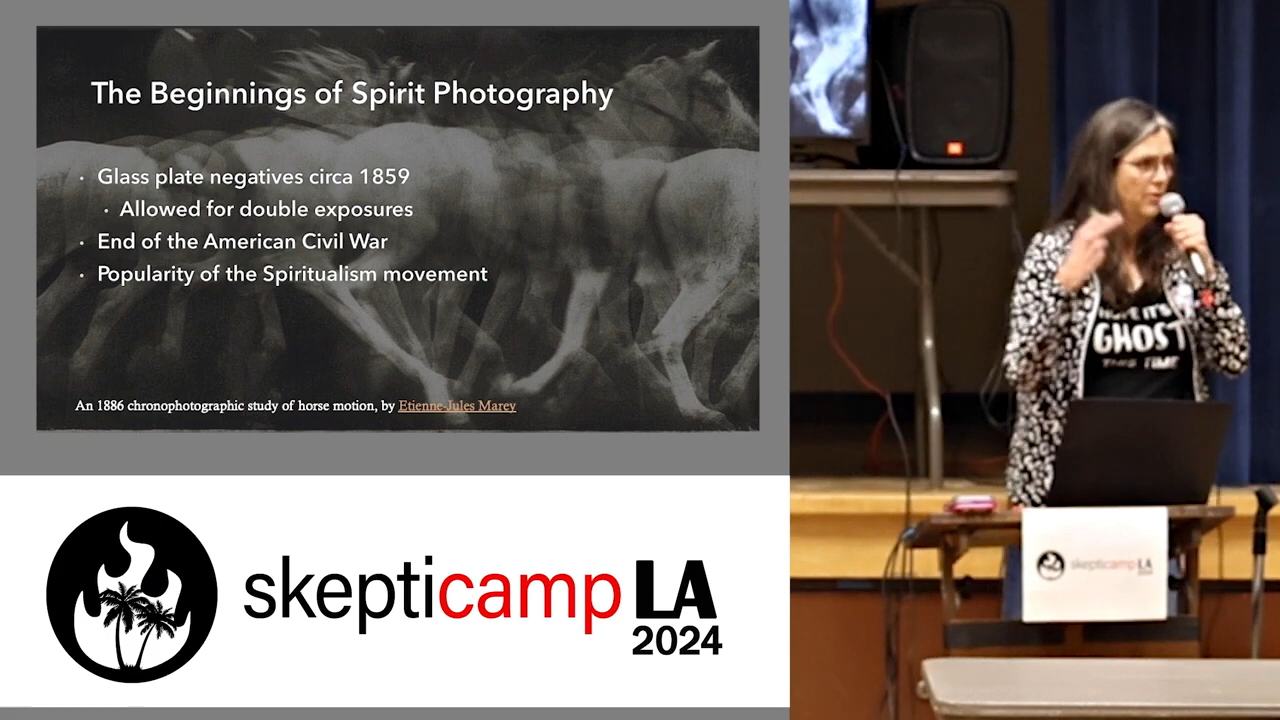 The Beginnings of Spirit Photography
• Glass plate negatives circa 1859
• Allowed for double exposures
• End of the American Civil War
• Popularity of the Spiritualism movement
An 1886 chronophotographic study of horse motion, by Etienne-Jules Marey
skepticamp LA
2024
GHOST
JBL
skepticamp LA
2024